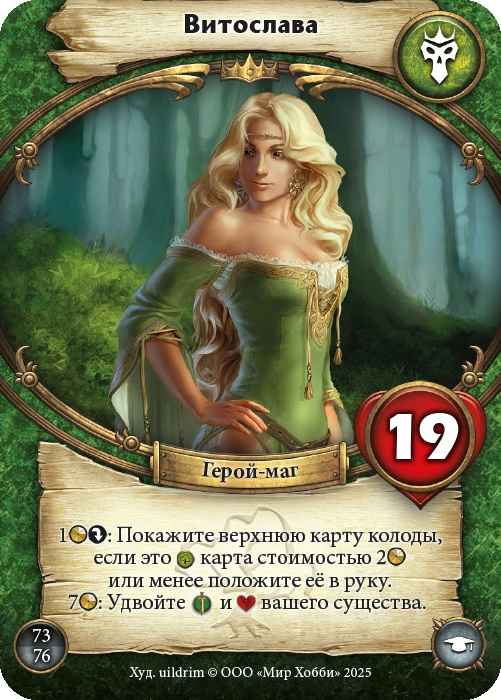 Витослава
19
Герой-маг
1: Покажите верхнюю карту колоды,
если это карта стоимостью 2
или менее положите её в руку.
7: Удвойте и вашего существа.
73
76
Худ. uildrim © ООО «Мир Хобби» 2025